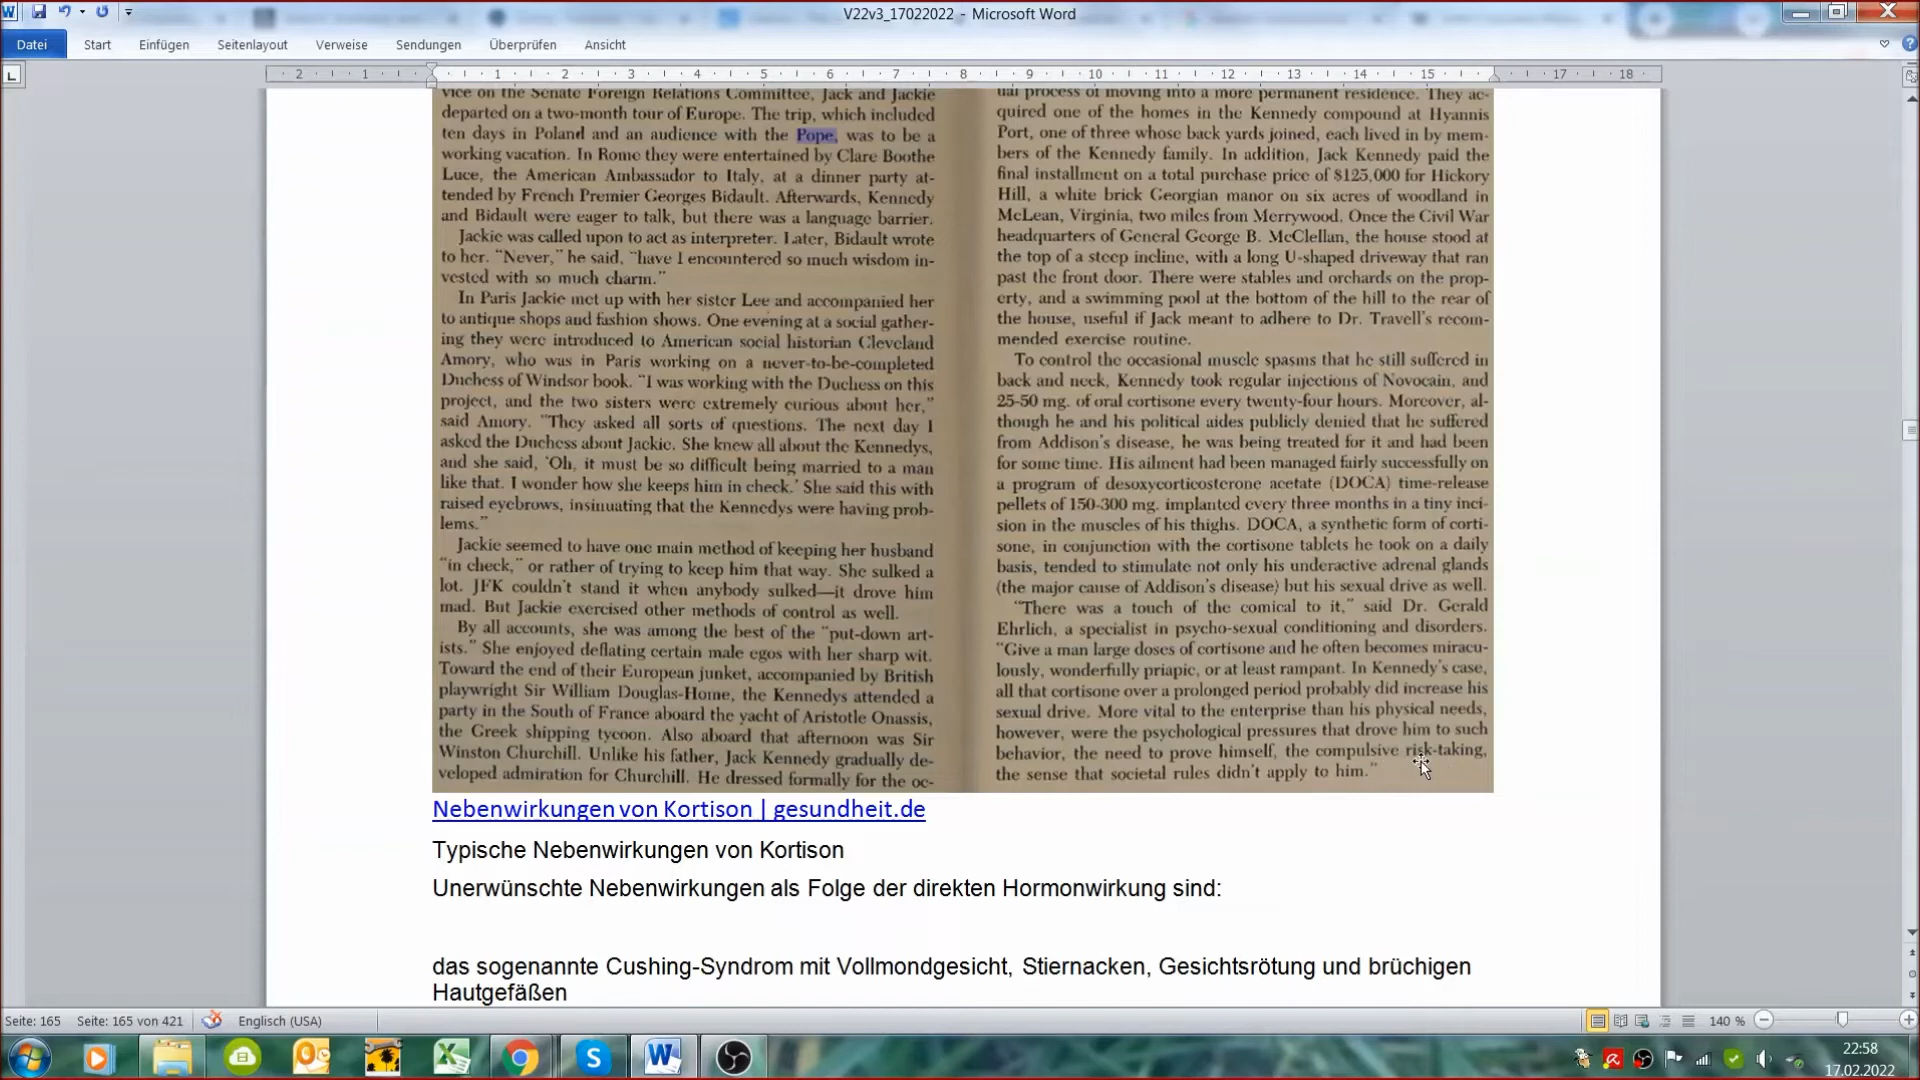 V22v3_17022022 - Microsoft Word
Datei Start Einfügen Seitenlayout Verweise Sendungen Überprüfen Ansicht
2 1 1 2 3 4 5 6 7 8 9 10 11 12 13 14 15 17 18
vice on the Senate Foreign Relations Committee, Jack and Jackie
departed on a two-month tour of Europe. The trip, which included
ten days in Poland and an audience with the Pope, was to be a
working vacation. In Rome they were entertained by Clare Boothe
Luce, the American Ambassador to Italy, at a dinner party at-
tended by French Premier Georges Bidault. Afterwards, Kennedy
and Bidault were eager to talk, but there was a language barrier.
Jackie was called upon to act as interpreter. Later, Bidault wrote
to her. "Never," he said, "have I encountered so much wisdom in-
vested with so much charm."
In Paris Jackie met up with her sister Lee and accompanied her
to antique shops and fashion shows. One evening at a social gather-
ing they were introduced to American social historian Cleveland
Amory, who was in Paris working on a never-to-be-completed
Duchess of Windsor book. "I was working with the Duchess on this
project, and the two sisters were extremely curious about her,"
said Amory. "They asked all sorts of questions. The next day I
asked the Duchess about Jackie. She knew all about the Kennedys,
and she said, 'Oh, it must be so difficult being married to a man
like that. I wonder how she keeps him in check.' She said this with
raised eyebrows, insinuating that the Kennedys were having prob-
lems."
Jackie seemed to have one main method of keeping her husband
"in check," or rather of trying to keep him that way. She sulked a
lot. JFK couldn't stand it when anybody sulked—it drove him
mad. But Jackie exercised other methods of control as well.
By all accounts, she was among the best of the "put-down art-
ists." She enjoyed deflating certain male egos with her sharp wit.
Toward the end of their European junket, accompanied by British
playwright Sir William Douglas-Home, the Kennedys attended a
party in the South of France aboard the yacht of Aristotle Onassis,
the Greek shipping tycoon. Also aboard that afternoon was Sir
Winston Churchill. Unlike his father, Jack Kennedy gradually de-
veloped admiration for Churchill. He dressed formally for the oc-
ual process of moving into a more permanent residence. They ac-
quired one of the homes in the Kennedy compound at Hyannis
Port, one of three whose back yards joined, each lived in by mem-
bers of the Kennedy family. In addition, Jack Kennedy paid the
final installment on a total purchase price of $125,000 for Hickory
Hill, a white brick Georgian manor on six acres of woodland in
McLean, Virginia, two miles from Merrywood. Once the Civil War
headquarters of General George B. McClellan, the house stood at
the top of a steep incline, with a long U-shaped driveway that ran
past the front door. There were stables and orchards on the prop-
erty, and a swimming pool at the bottom of the hill to the rear of
the house, useful if Jack meant to adhere to Dr. Travell's recom-
mended exercise routine.
To control the occasional muscle spasms that he still suffered in
back and neck, Kennedy took regular injections of Novocain, and
25-50 mg. of oral cortisone every twenty-four hours. Moreover, al-
though he and his political aides publicly denied that he suffered
from Addison's disease, he was being treated for it and had been
for some time. His ailment had been managed fairly successfully on
a program of desoxycorticosterone acetate (DOCA) time-release
pellets of 150-300 mg. implanted every three months in a tiny inci-
sion in the muscles of his thighs. DOCA, a synthetic form of corti-
sone, in conjunction with the cortisone tablets he took on a daily
basis, tended to stimulate not only his underactive adrenal glands
(the major cause of Addison's disease) but his sexual drive as well.
"There was a touch of the comical to it," said Dr. Gerald
Ehrlich, a specialist in psycho-sexual conditioning and disorders.
"Give a man large doses of cortisone and he often becomes miracu-
lously, wonderfully priapic, or at least rampant. In Kennedy's case,
all that cortisone over a prolonged period probably did increase his
sexual drive. More vital to the enterprise than his physical needs,
however, were the psychological pressures that drove him to such
behavior, the need to prove himself, the compulsive risk-taking,
the sense that societal rules didn't apply to him."
Nebenwirkungen von Kortison | gesundheit.de
Typische Nebenwirkungen von Kortison
Unerwünschte Nebenwirkungen als Folge der direkten Hormonwirkung sind:
das sogenannte Cushing-Syndrom mit Vollmondgesicht, Stiernacken, Gesichtsrötung und brüchigen
Hautgefäßen
Seite: 165 Seite: 165 von 421 Englisch (USA) 140 %
22:58
17.02.2022